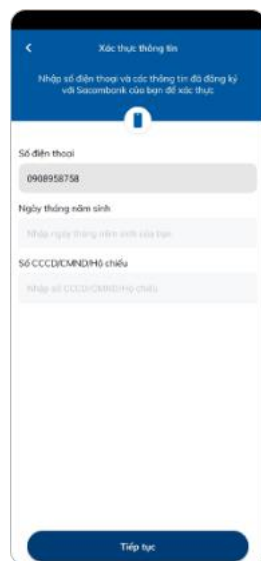 Xác thực thông tin
Nhập số điện thoại và các thông tin đã đăng ký
với Sacombank của bạn để xác thực
Số điện thoại
0908958758
Ngày tháng năm sinh
Nhập ngày tháng năm sinh của bạn
Số CCCD/CMND/Hộ chiếu
Nhập số CCCD/CMND/Hộ chiếu
Tiếp tục